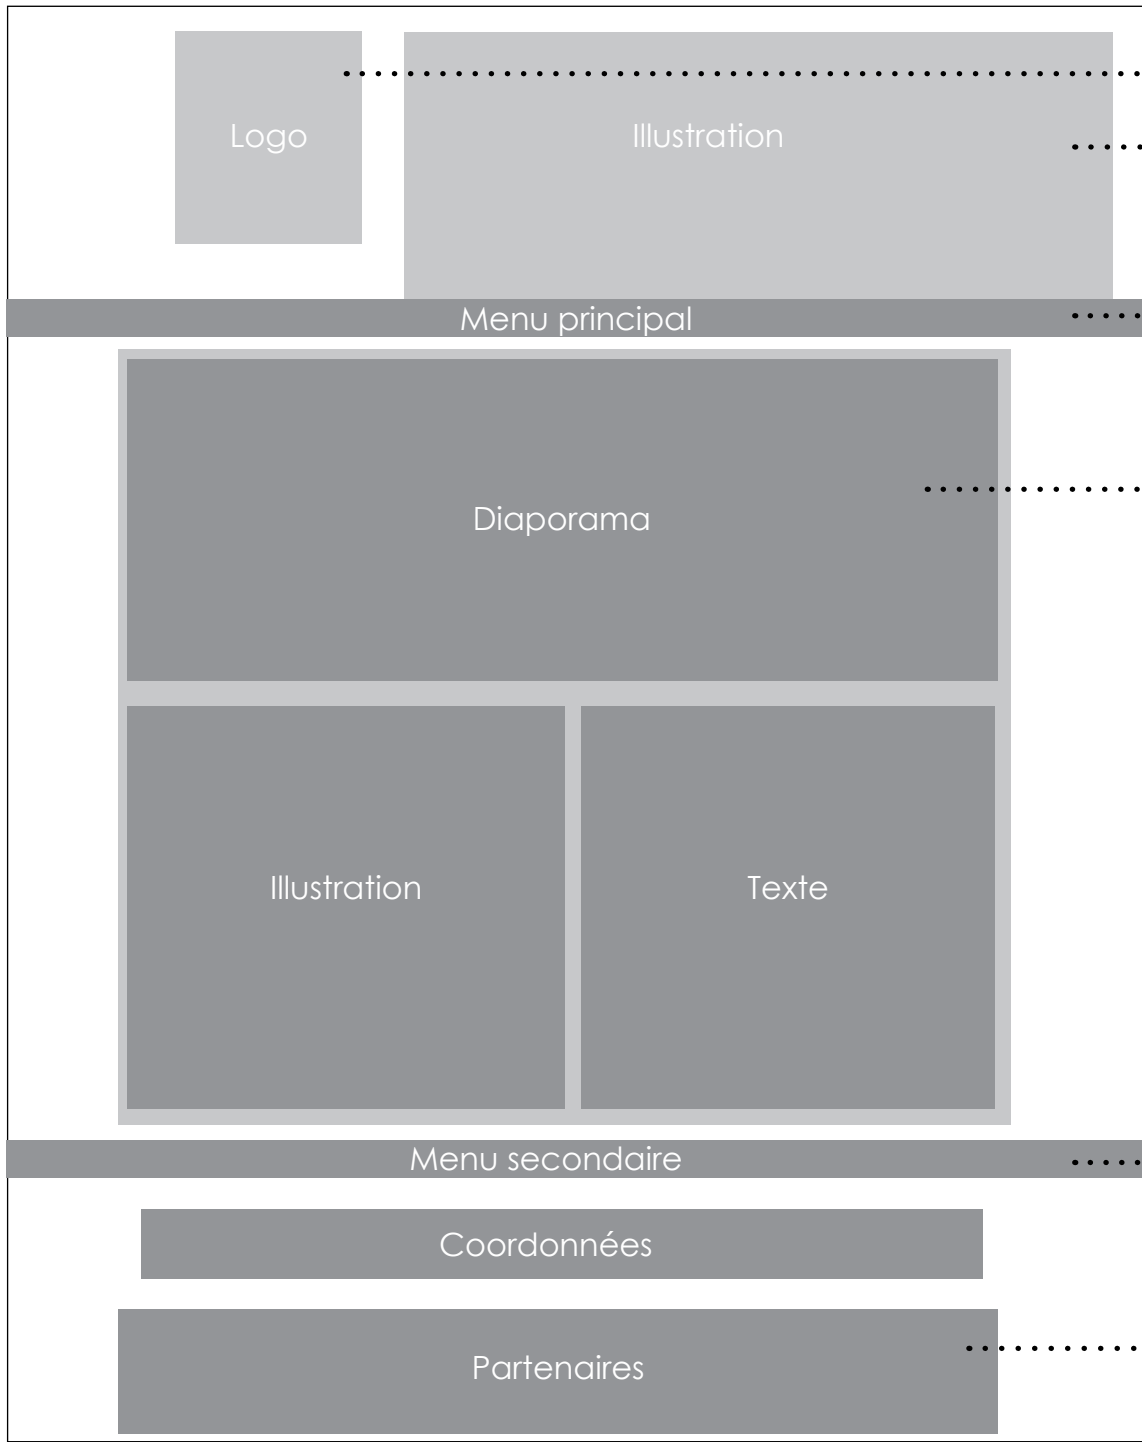 Logo
Illustration
Menu principal
Diaporama
Illustration
Texte
Menu secondaire
Coordonnées
Partenaires